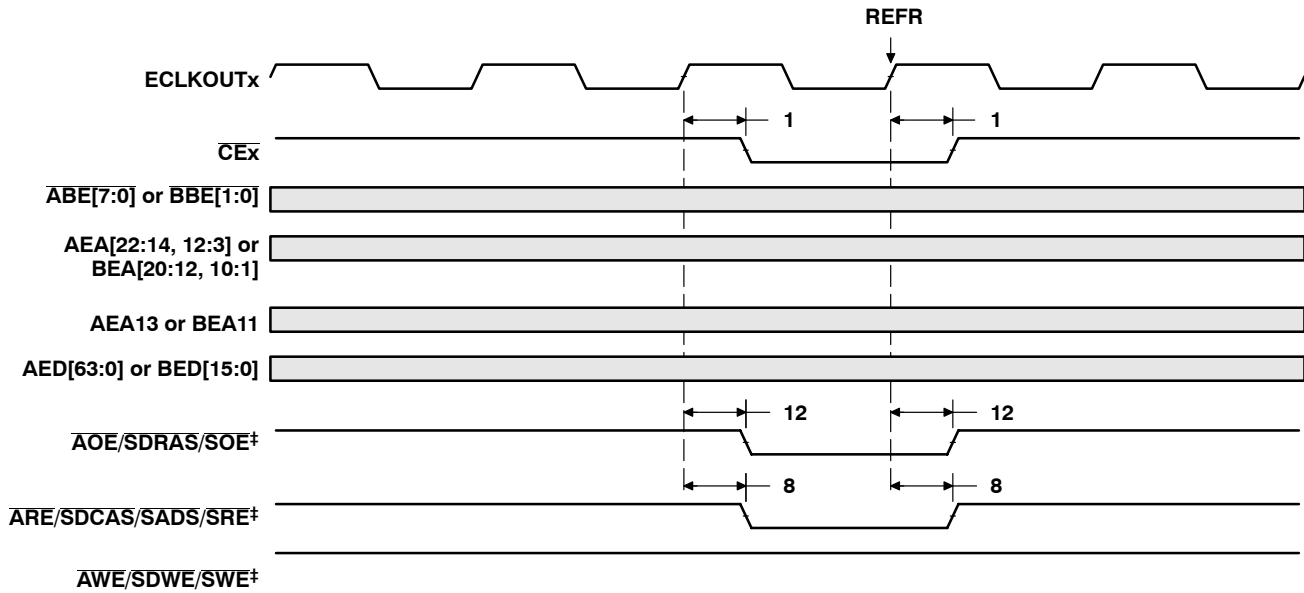 REFR
ECLKOUTx
1 1
CEx
ABE[7:0] or BBE[1:0]
AEA[22:14, 12:3] or
BEA[20:12, 10:1]
AEA13 or BEA11
AED[63:0] or BED[15:0]
12 12
AOE/SDRAS/SOE‡
8 8
ARE/SDCAS/SADS/SRE‡
AWE/SDWE/SWE‡